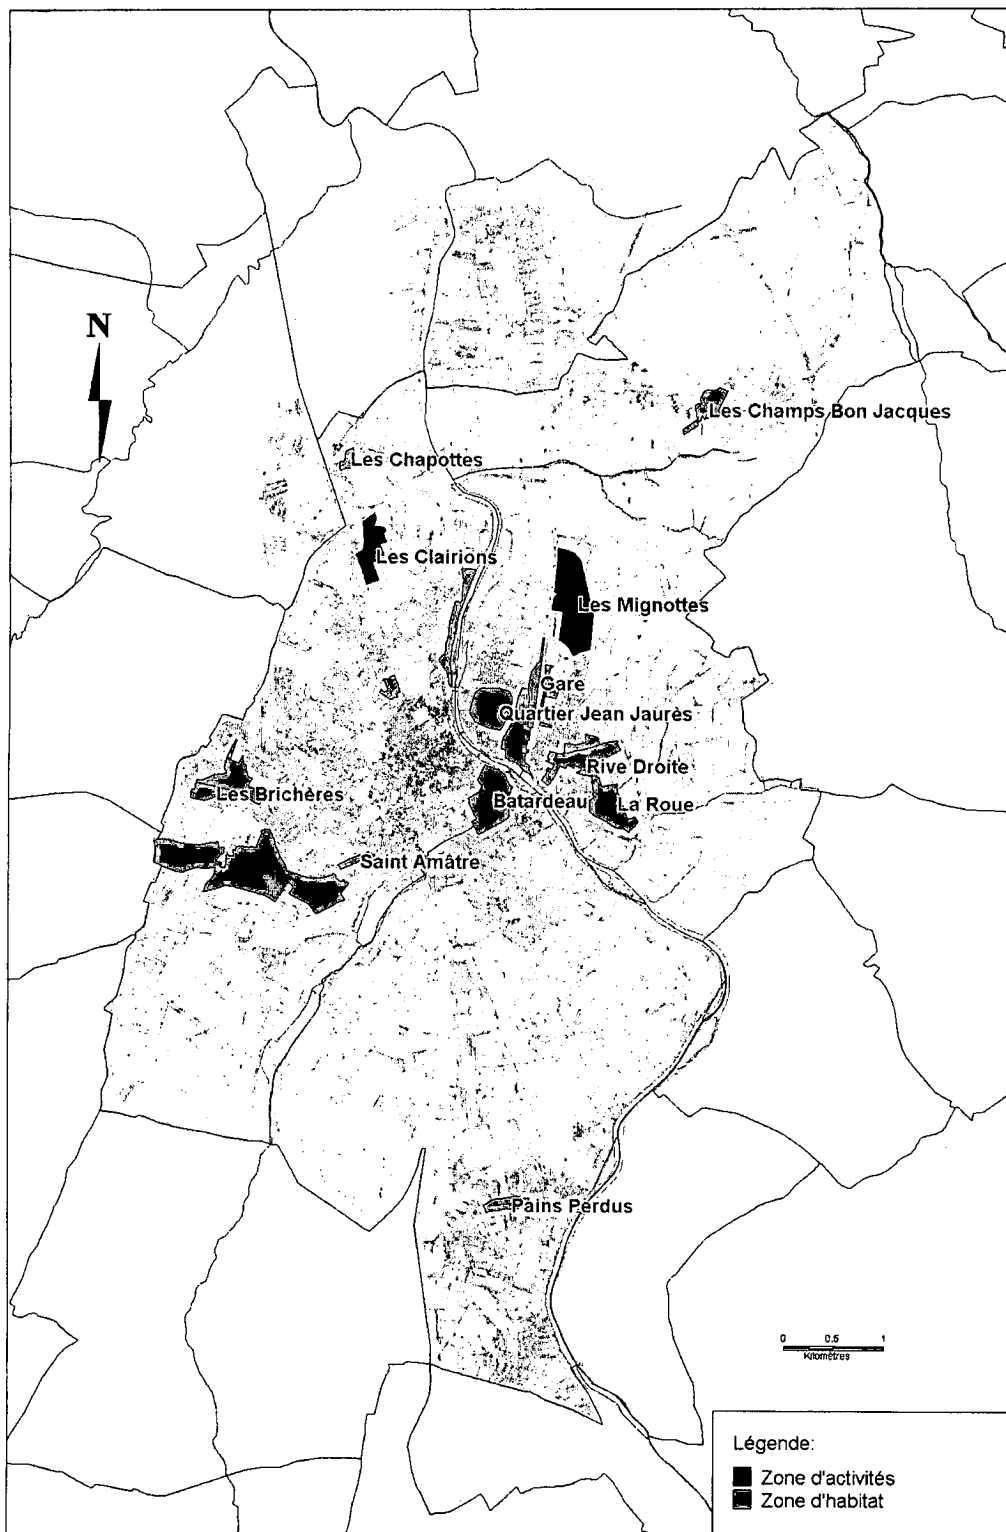 N
Les Champs Bon Jacques
Les Chapottes
Les Clairions
Les Mignottes
Gare
Quartier Jean Jaurès
Rive Droite
Les Brichères
Batardeau
La Roue
Saint Amâtre
Pains Perdus
0 0.5 1
Kilomètres
Légende:
Zone d'activités
Zone d'habitat